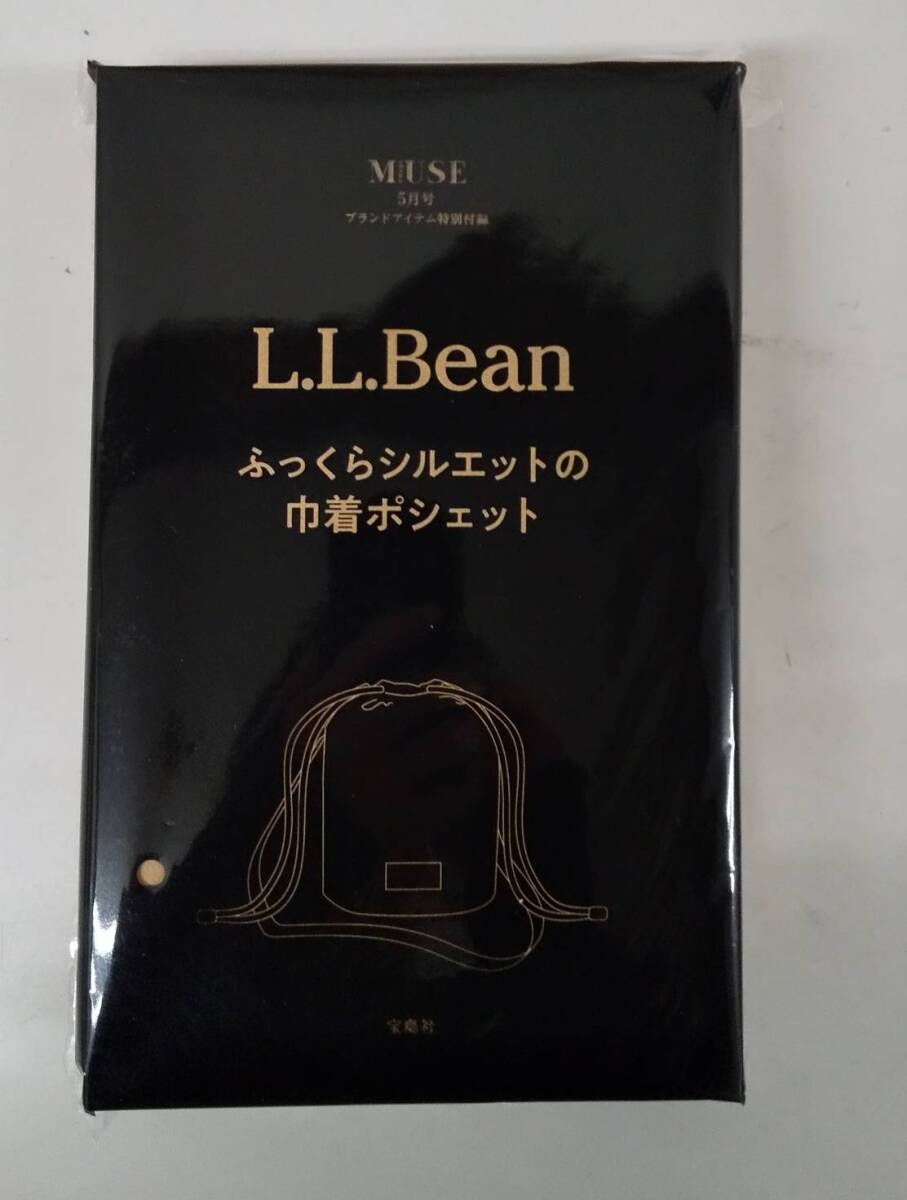 MUSE
5月号
ブランドアイテム特別付録
L.L.Bean
ふっくらシルエットの
巾着ポシェット
宝島社